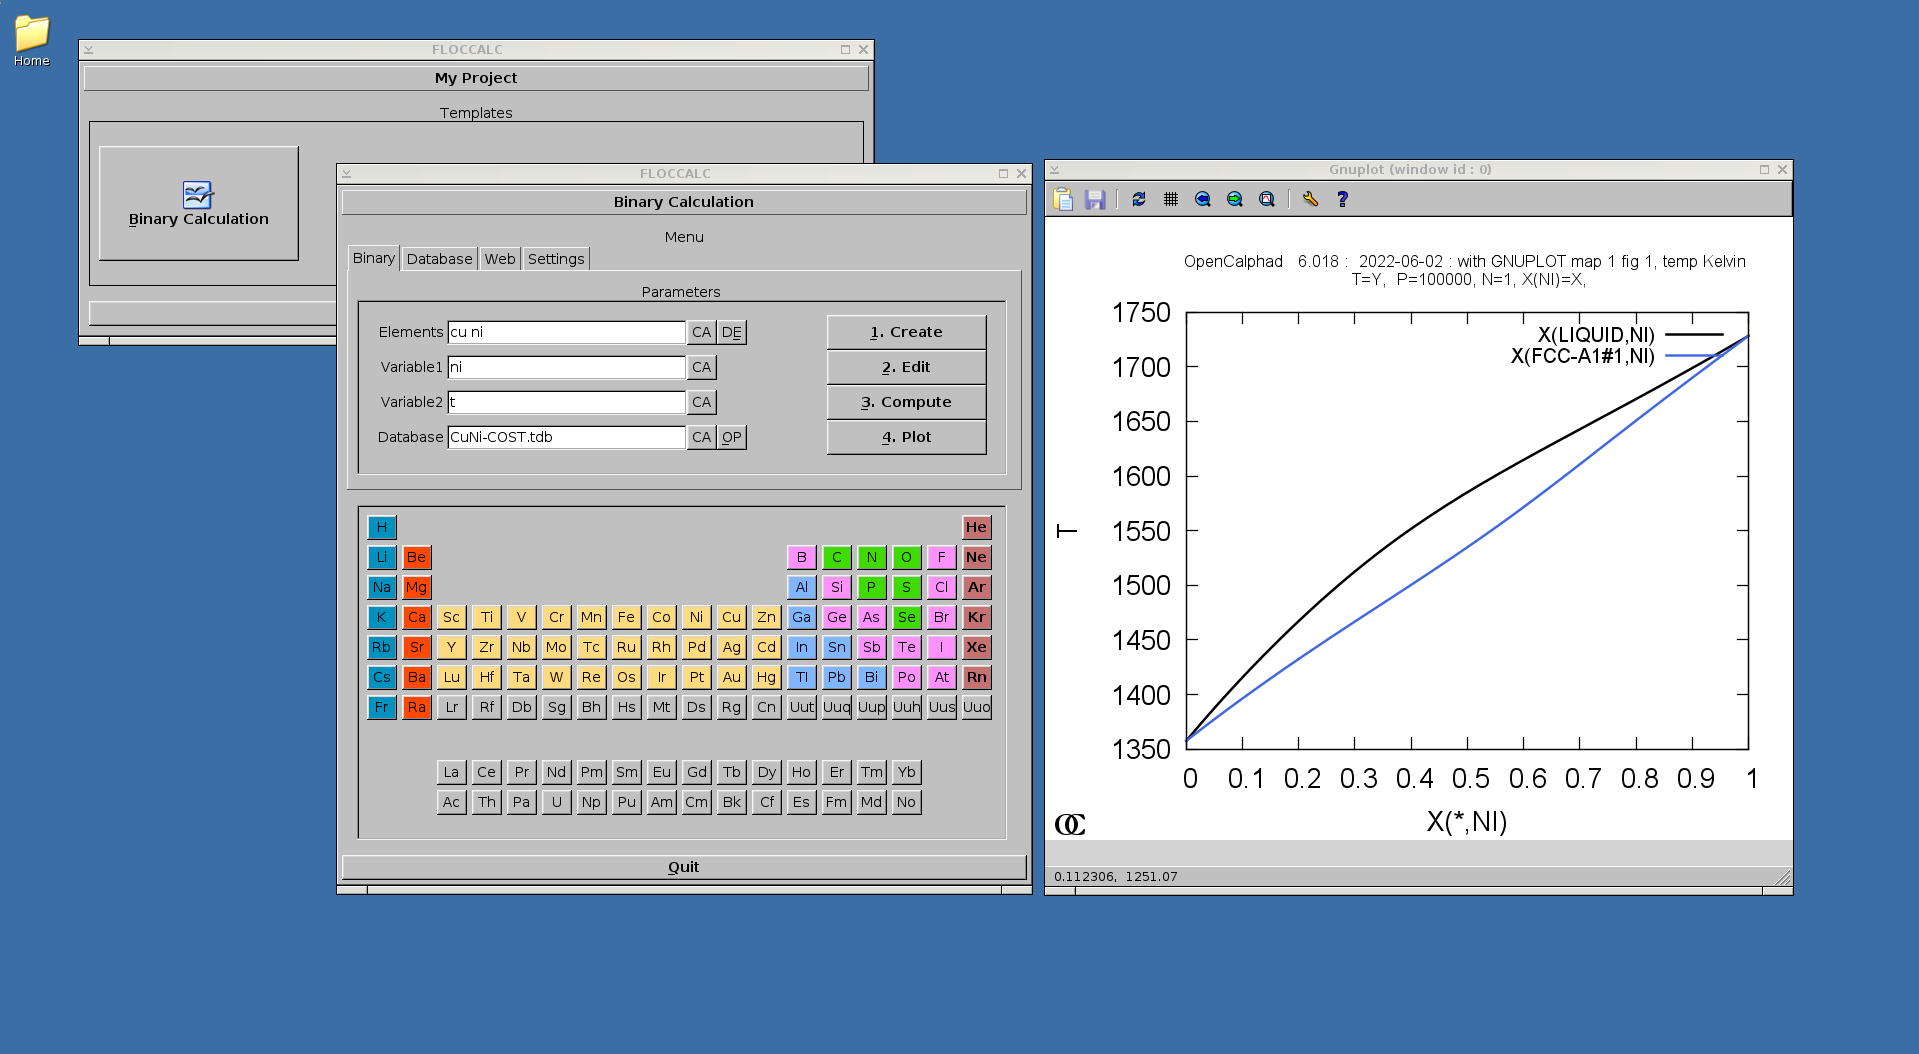 Home
FLOCCALC
My Project
Templates
Binary Calculation
FLOCCALC
Binary Calculation
Menu
Binary Database Web Settings
Parameters
Elements cu ni CA DE 1. Create
Variable1 ni CA 2. Edit
Variable2 t CA 3. Compute
Database CuNi-COST.tdb CA OP 4. Plot
H He
Li Be B C N O F Ne
Na Mg Al Si P S Cl Ar
K Ca Sc Ti V Cr Mn Fe Co Ni Cu Zn Ga Ge As Se Br Kr
Rb Sr Y Zr Nb Mo Tc Ru Rh Pd Ag Cd In Sn Sb Te I Xe
Cs Ba Lu Hf Ta W Re Os Ir Pt Au Hg Tl Pb Bi Po At Rn
Fr Ra Lr Rf Db Sg Bh Hs Mt Ds Rg Cn Uut Uuq Uup Uuh Uus Uuo
La Ce Pr Nd Pm Sm Eu Gd Tb Dy Ho Er Tm Yb
Ac Th Pa U Np Pu Am Cm Bk Cf Es Fm Md No
Quit
Gnuplot (window id : 0)
OpenCalphad 6.018 : 2022-06-02 : with GNUPLOT map 1 fig 1, temp Kelvin
T=Y, P=100000, N=1, X(NI)=X,
1750
X(LIQUID,NI)
X(FCC-A1#1,NI)
1700
1650
1600
1550
T
1500
1450
1400
1350
0 0.1 0.2 0.3 0.4 0.5 0.6 0.7 0.8 0.9 1
X(*,NI)
OC
0.112306, 1251.07